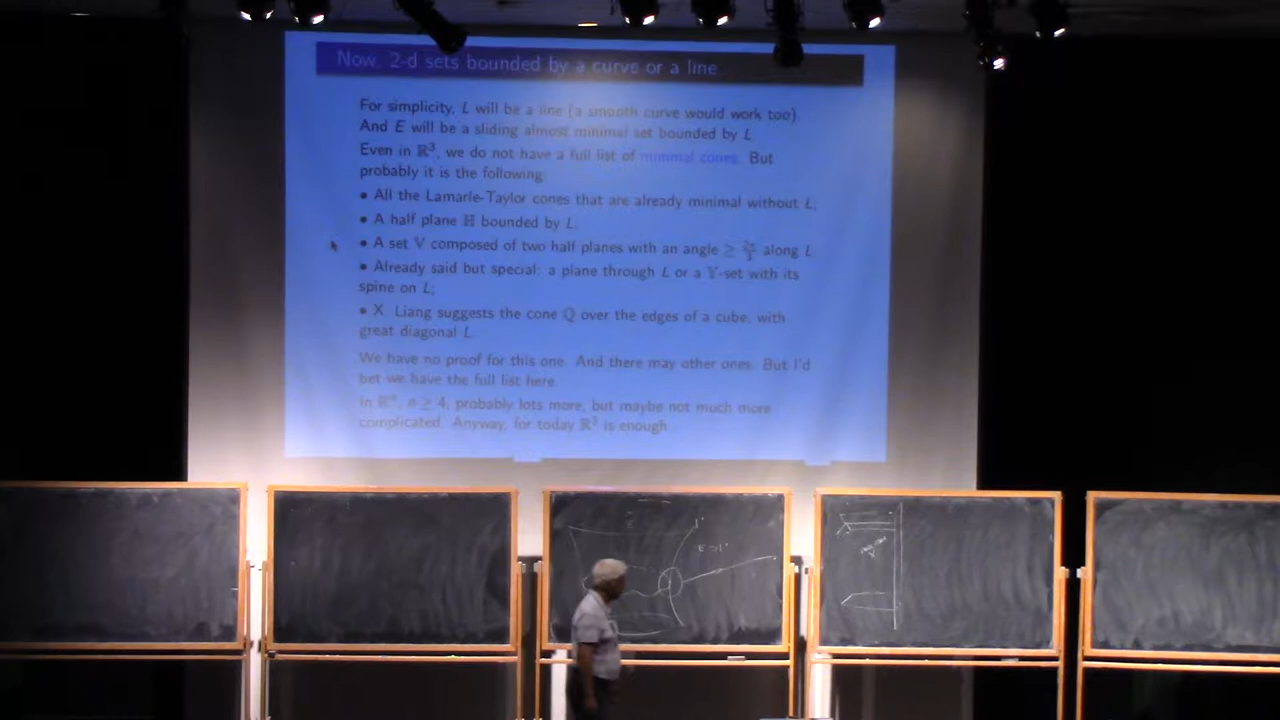 Now, 2-d sets bounded by a curve or a line
For simplicity, L will be a line (a smooth curve would work too)
And E will be a sliding almost minimal set bounded by L.
Even in ℝ³, we do not have a full list of minimal cones. But
probably it is the following
• All the Lamarle-Taylor cones that are already minimal without L;
• A half plane ℍ bounded by L;
• A set 𝕍 composed of two half planes with an angle ≥ 2π/3 along L
• Already said but special: a plane through L or a 𝕐-set with its
spine on L;
• X. Liang suggests the cone ℚ over the edges of a cube, with
great diagonal L.
We have no proof for this one. And there may other ones. But I'd
bet we have the full list here.
In ℝⁿ, n ≥ 4, probably lots more, but maybe not much more
complicated. Anyway, for today ℝ³ is enough.